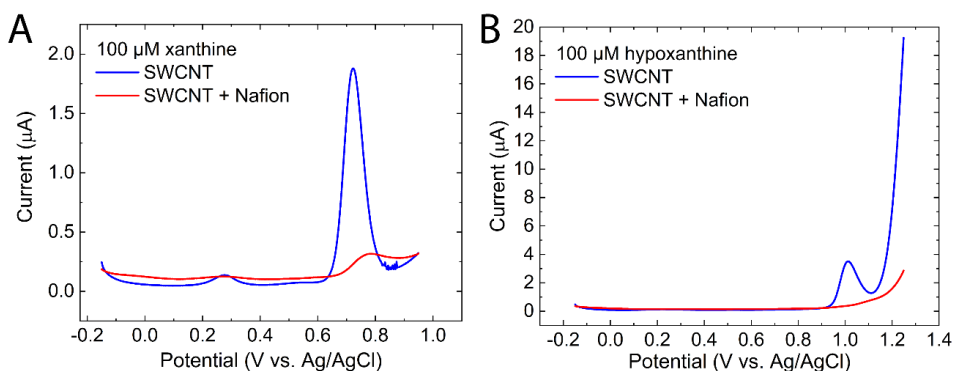 A
100 μM xanthine
SWCNT
SWCNT + Nafion
Current (μA)
2.0
1.5
1.0
0.5
0.0
-0.2 0.0 0.2 0.4 0.6 0.8 1.0
Potential (V vs. Ag/AgCl)
B
100 μM hypoxanthine
SWCNT
SWCNT + Nafion
Current (μA)
20
18
16
14
12
10
8
6
4
2
0
-0.2 0.0 0.2 0.4 0.6 0.8 1.0 1.2 1.4
Potential (V vs. Ag/AgCl)